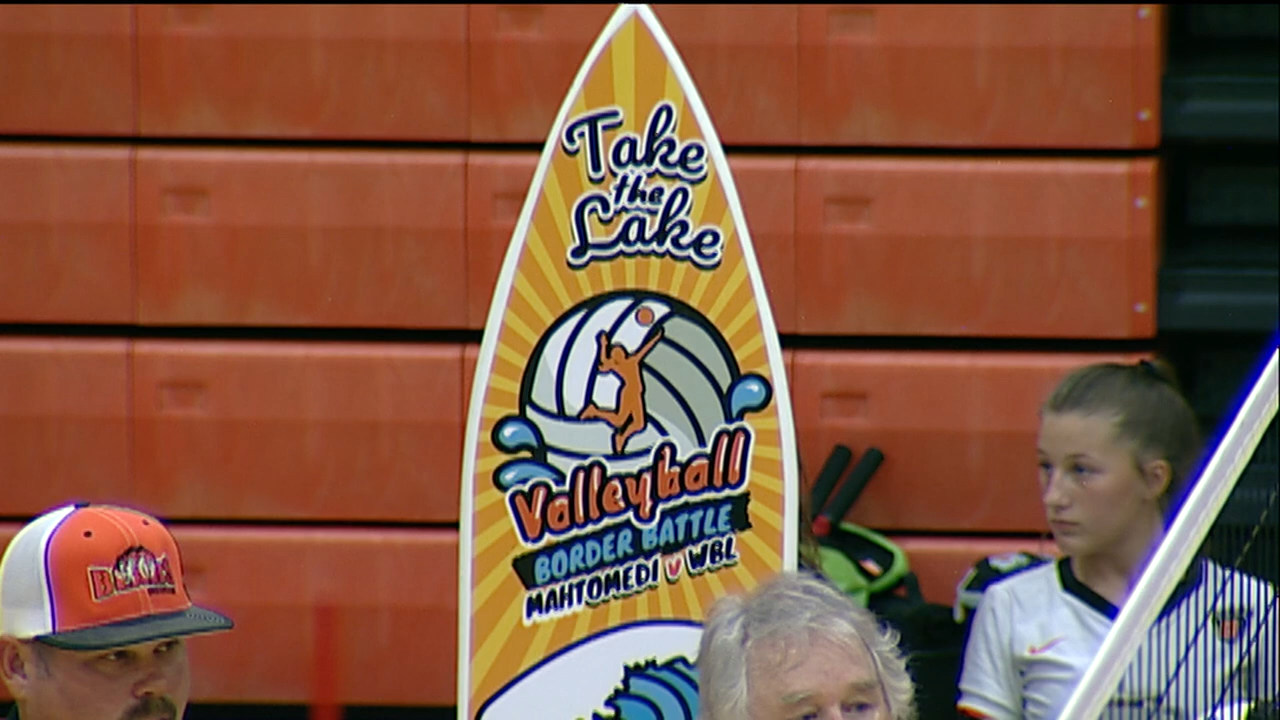 Take
the
Lake
Volleyball
BORDER BATTLE
MAHTOMEDI V WBL